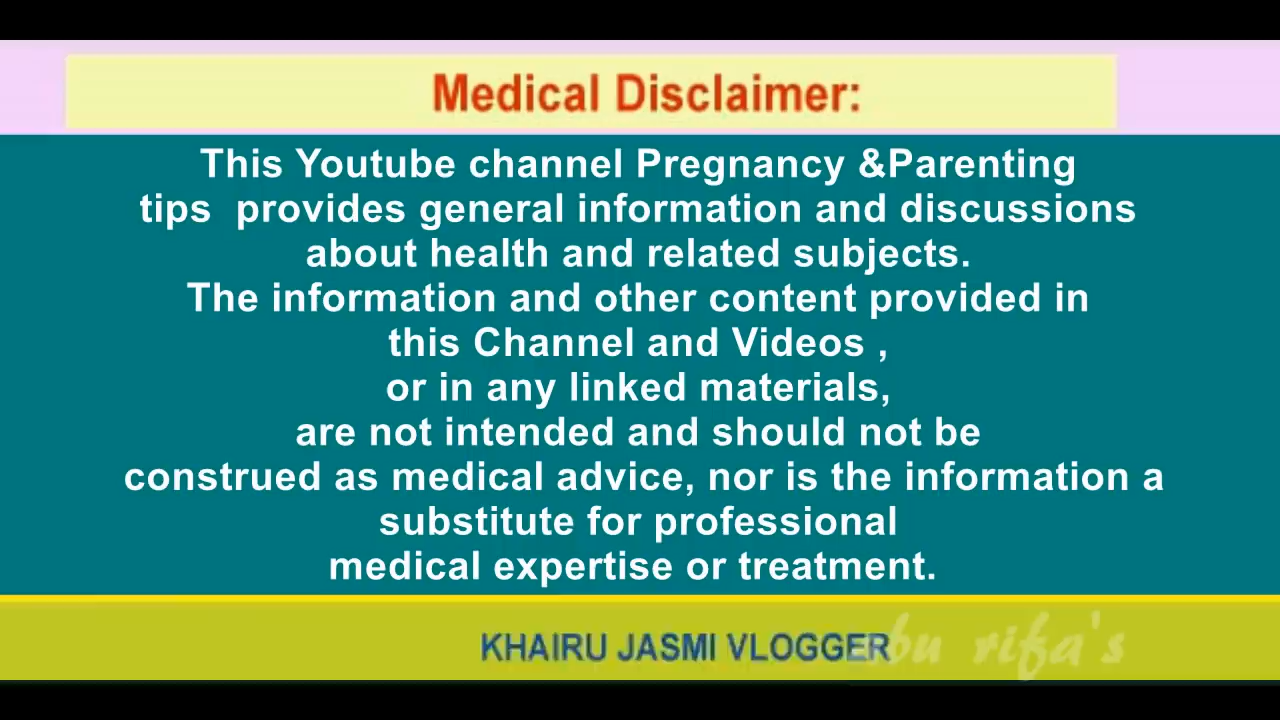 Medical Disclaimer:
This Youtube channel Pregnancy &Parenting
tips  provides general information and discussions
about health and related subjects.
The information and other content provided in
this Channel and Videos ,
or in any linked materials,
are not intended and should not be
construed as medical advice, nor is the information a
substitute for professional
medical expertise or treatment.
KHAIRU JASMI VLOGGER
abu rifa's